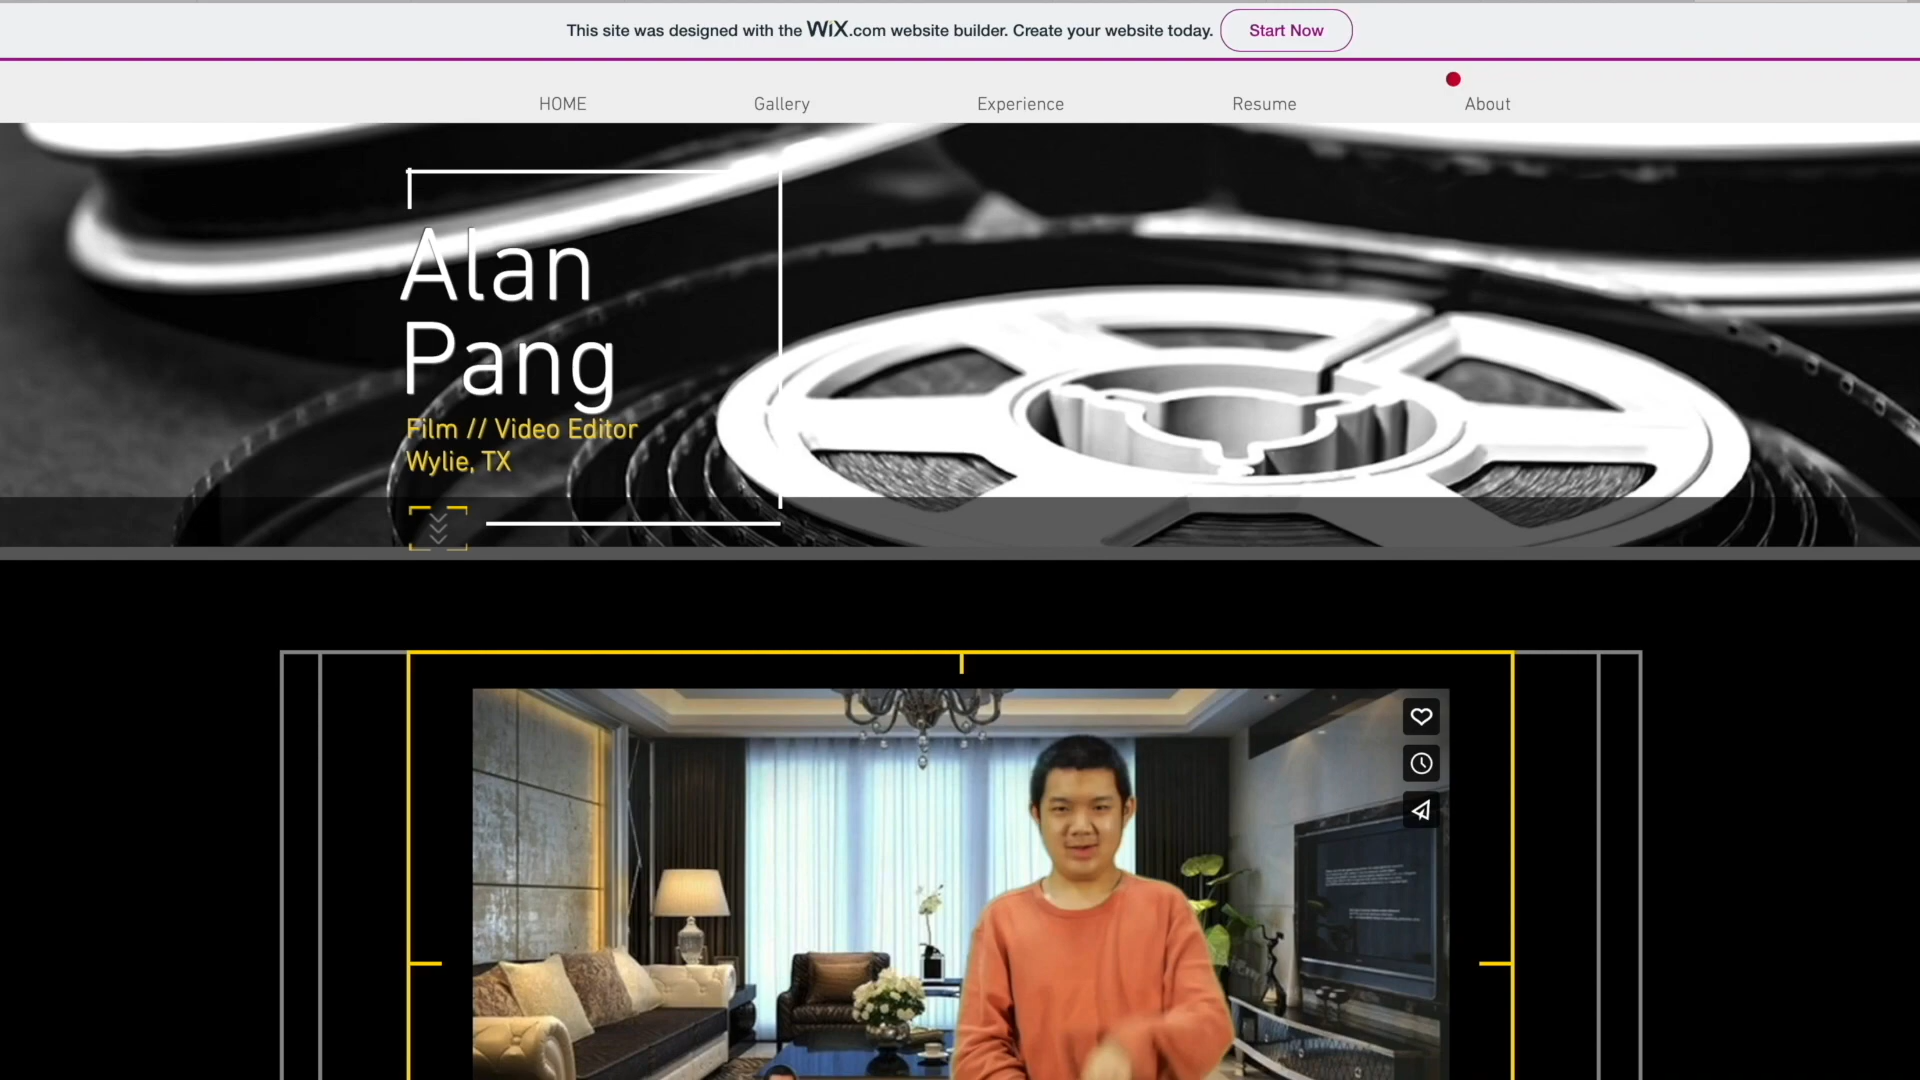 This site was designed with the WiX.com website builder. Create your website today.
Start Now
HOME
Gallery
Experience
Resume
About
Alan
Pang
Film // Video Editor
Wylie, TX